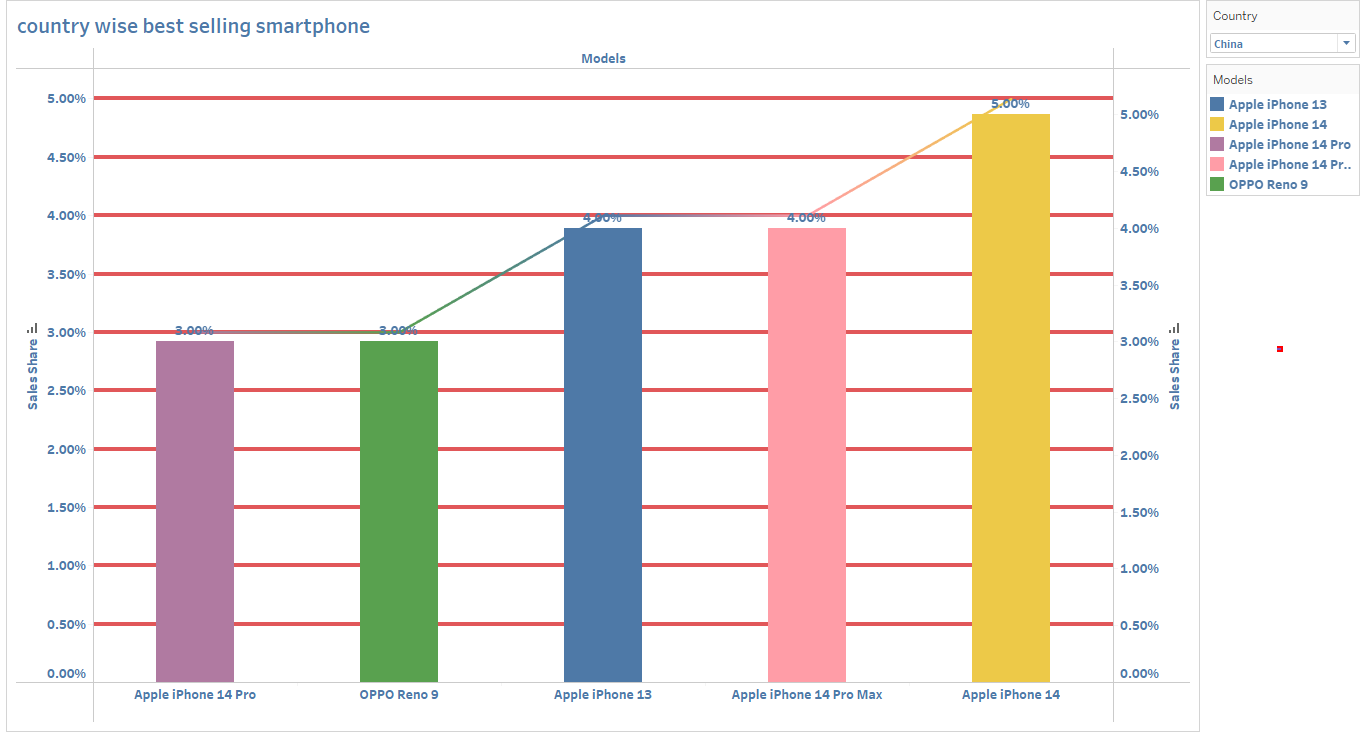 country wise best selling smartphone
Models
5.00%
4.50%
4.00%
3.50%
3.00%
2.50%
2.00%
1.50%
1.00%
0.50%
0.00%
Sales Share
3.00%
3.00%
4.00%
4.00%
5.00%
5.00%
4.50%
4.00%
3.50%
3.00%
2.50%
2.00%
1.50%
1.00%
0.50%
0.00%
Sales Share
Apple iPhone 14 Pro
OPPO Reno 9
Apple iPhone 13
Apple iPhone 14 Pro Max
Apple iPhone 14
Country
China
Models
Apple iPhone 13
Apple iPhone 14
Apple iPhone 14 Pro
Apple iPhone 14 Pr..
OPPO Reno 9